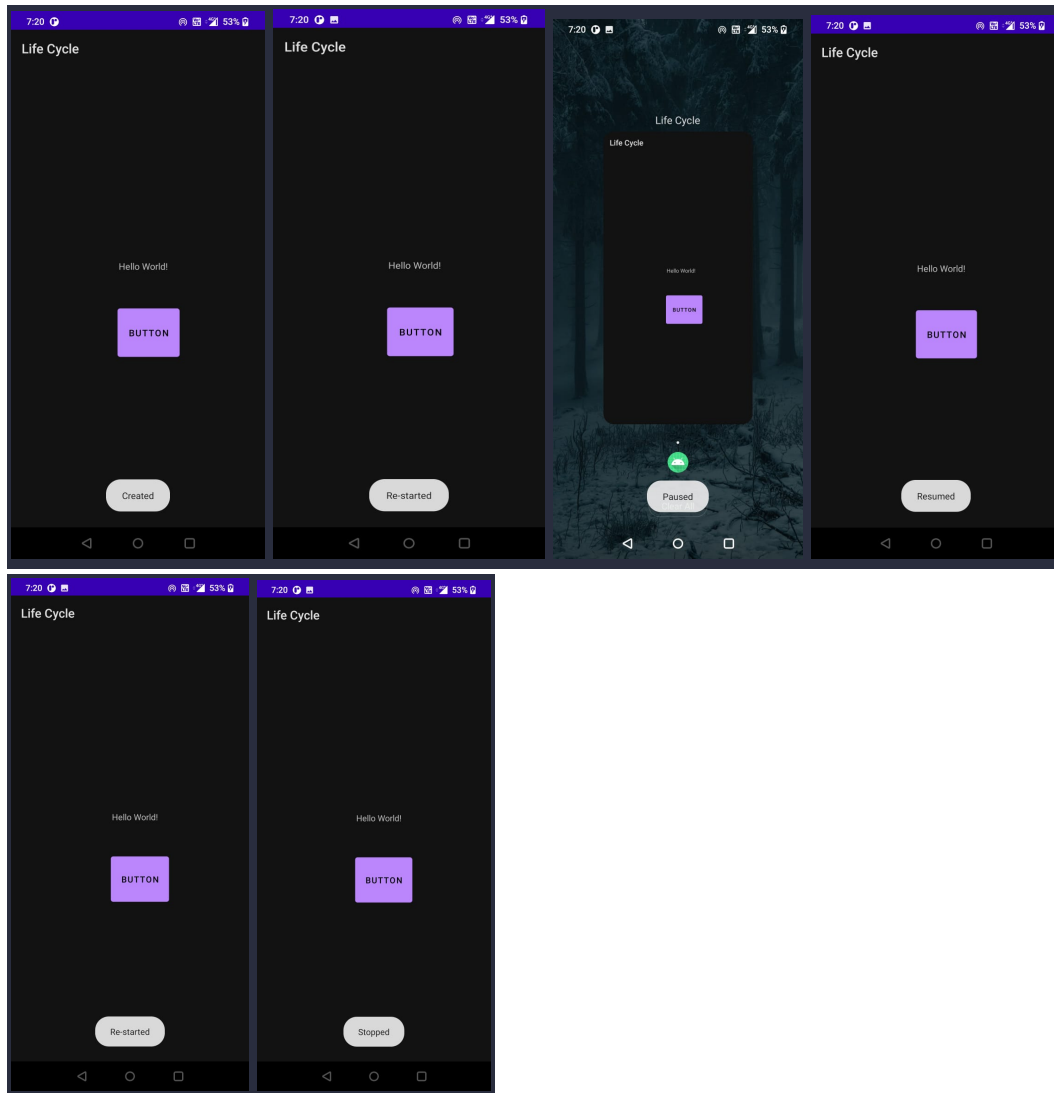 7:20 53%
Life Cycle
Hello World!
BUTTON
Created
7:20 53%
Life Cycle
Hello World!
BUTTON
Re-started
7:20 53%
Life Cycle
Life Cycle
Hello World!
BUTTON
Paused
7:20 53%
Life Cycle
Hello World!
BUTTON
Resumed
7:20 53%
Life Cycle
Hello World!
BUTTON
Re-started
7:20 53%
Life Cycle
Hello World!
BUTTON
Stopped